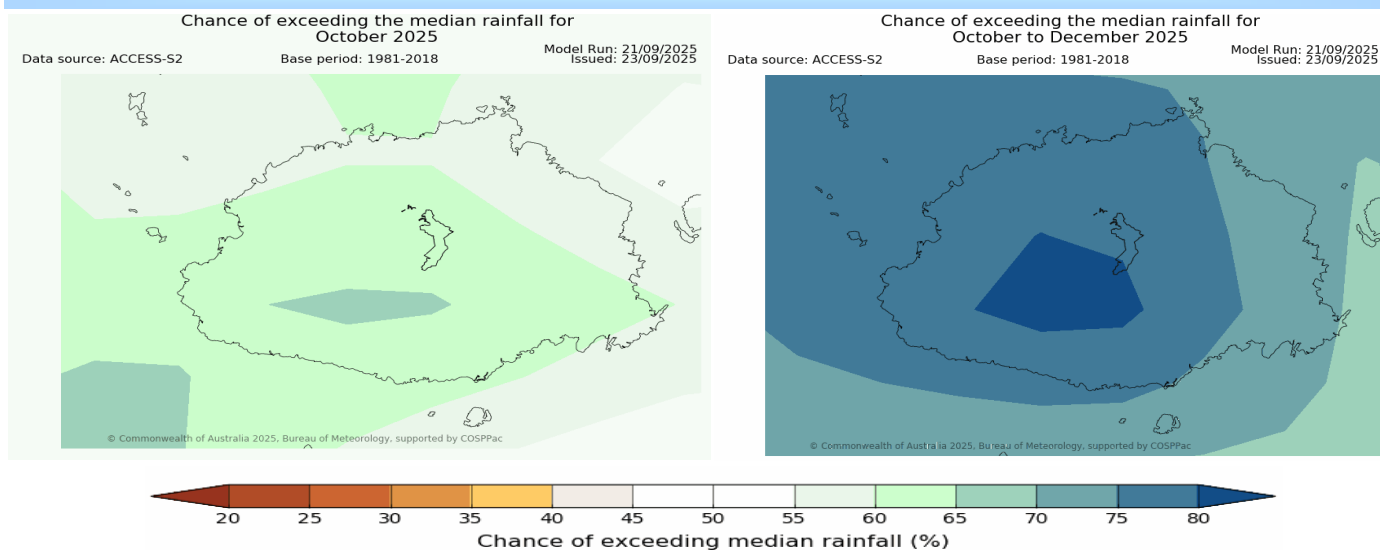 Chance of exceeding the median rainfall for
October 2025
Data source: ACCESS-S2
Base period: 1981-2018
Model Run: 21/09/2025
Issued: 23/09/2025
© Commonwealth of Australia 2025, Bureau of Meteorology, supported by COSPPac
Chance of exceeding the median rainfall for
October to December 2025
Data source: ACCESS-S2
Base period: 1981-2018
Model Run: 21/09/2025
Issued: 23/09/2025
© Commonwealth of Australia 2025, Bureau of Meteorology, supported by COSPPac
20 25 30 35 40 45 50 55 60 65 70 75 80
Chance of exceeding median rainfall (%)